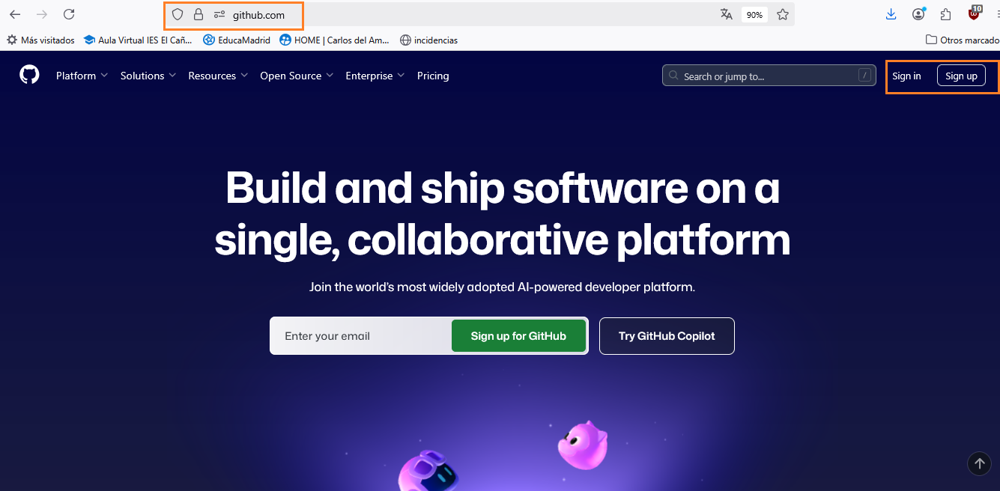 github.com
90%
10
Más visitados
Aula Virtual IES El Cañ...
EducaMadrid
HOME | Carlos del Am...
incidencias
Otros marcado
Platform
Solutions
Resources
Open Source
Enterprise
Pricing
Search or jump to...
/
Sign in
Sign up
Build and ship software on a
single, collaborative platform
Join the world’s most widely adopted AI-powered developer platform.
Enter your email
Sign up for GitHub
Try GitHub Copilot